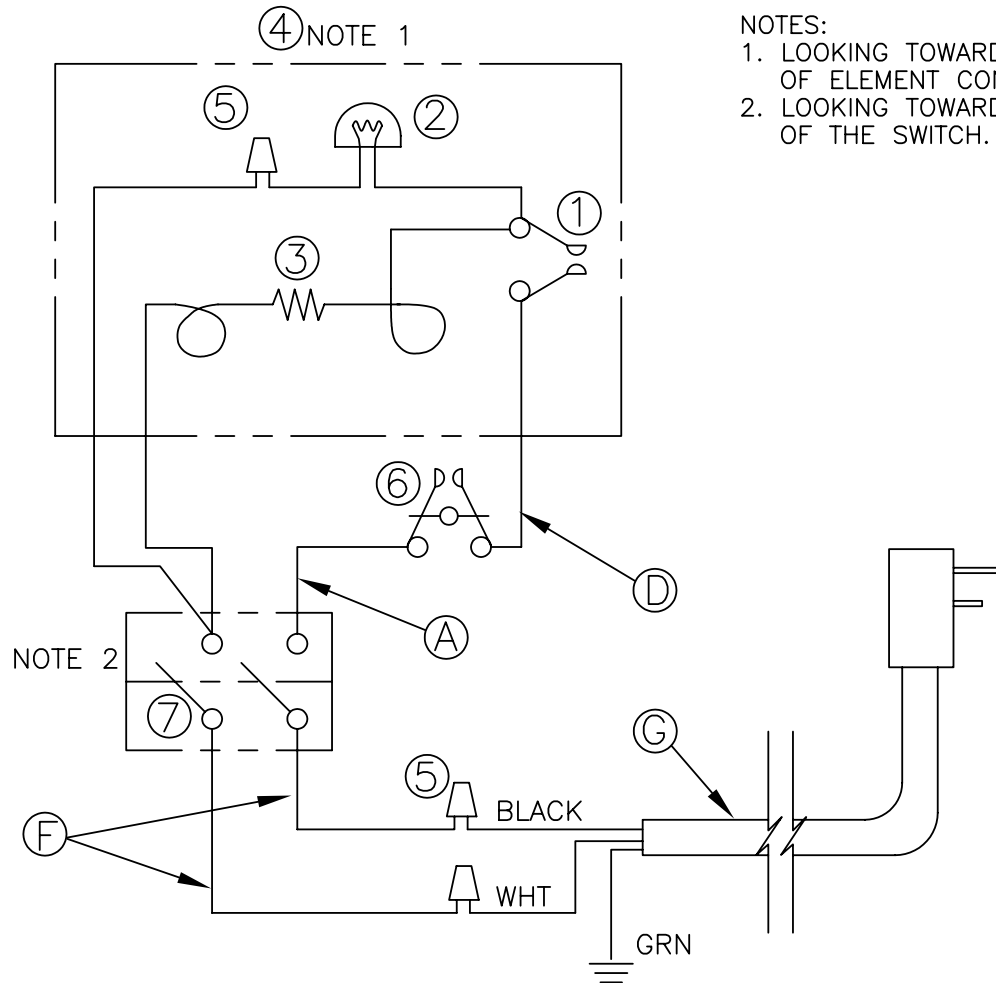 4 NOTE 1
NOTES:
1. LOOKING TOWARD
OF ELEMENT CON
2. LOOKING TOWARD
OF THE SWITCH.
5
2
1
3
6
D
A
NOTE 2
7
G
5
BLACK
F
WHT
GRN